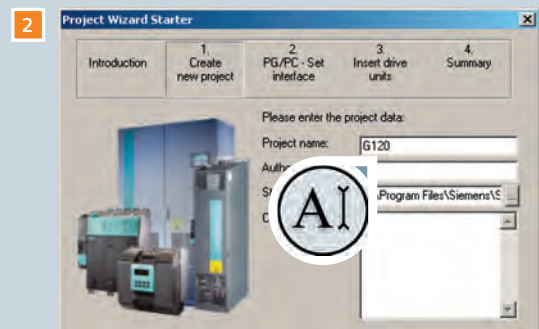 2
Project Wizard Starter
Introduction
1.
Create
new project
2.
PG/PC - Set
interface
3.
Insert drive
units
4.
Summary
Please enter the project data:
Project name:
G120
Program Files\Siemens\S
...
A